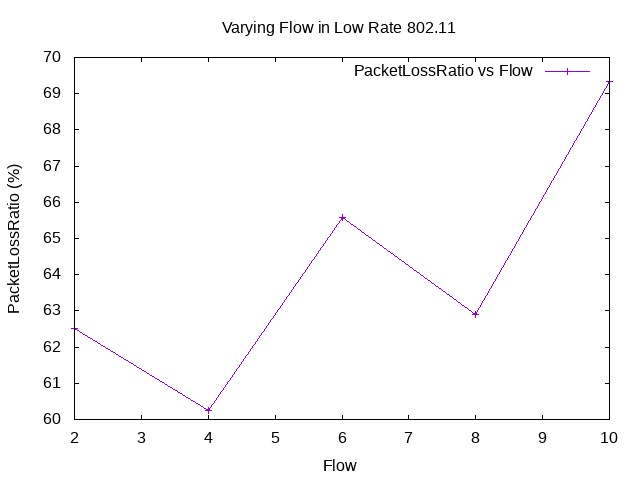 Varying Flow in Low Rate 802.11
PacketLossRatio vs Flow
PacketLossRatio (%)
70
69
68
67
66
65
64
63
62
61
60
2 3 4 5 6 7 8 9 10
Flow